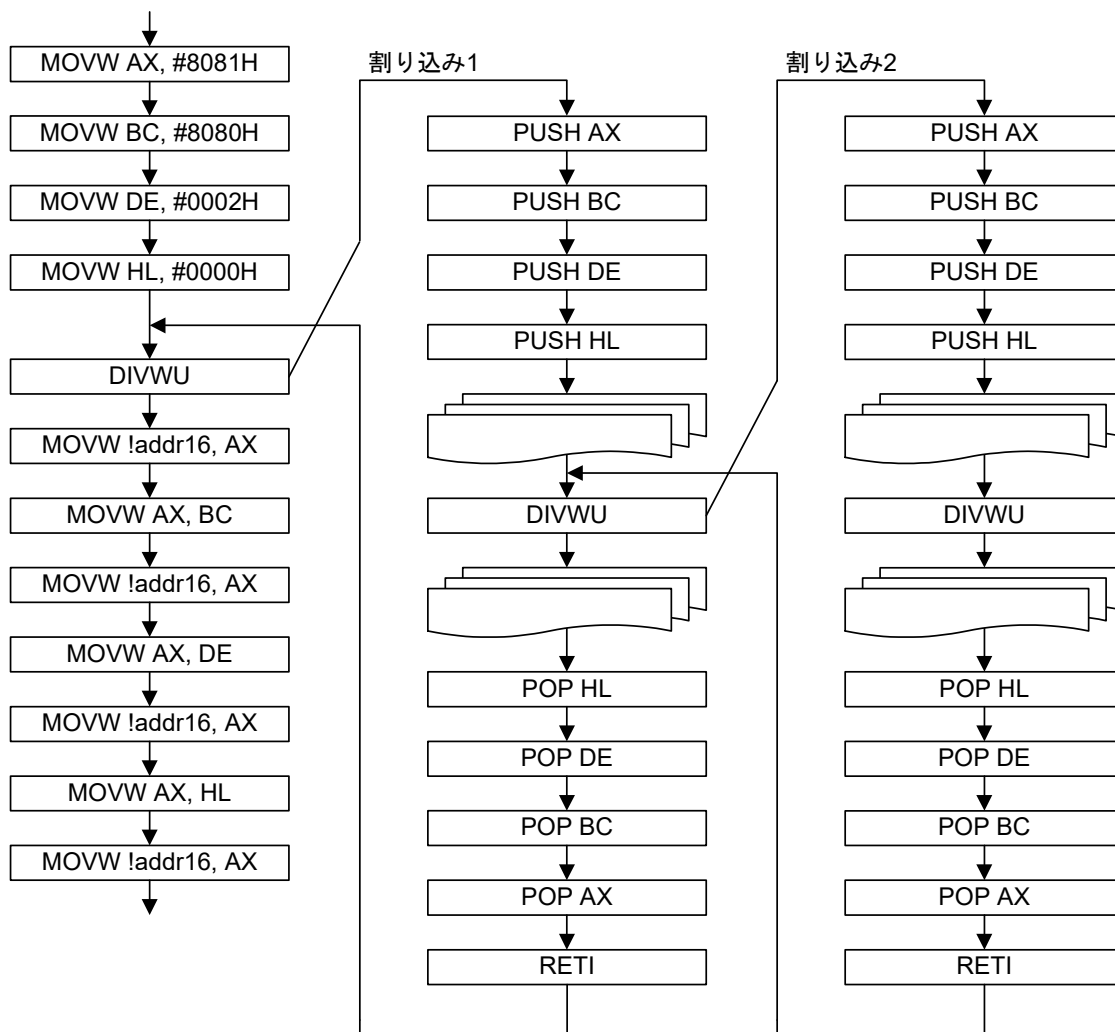 MOVW AX, #8081H
MOVW BC, #8080H
MOVW DE, #0002H
MOVW HL, #0000H
DIVWU
MOVW !addr16, AX
MOVW AX, BC
MOVW !addr16, AX
MOVW AX, DE
MOVW !addr16, AX
MOVW AX, HL
MOVW !addr16, AX
割り込み1
PUSH AX
PUSH BC
PUSH DE
PUSH HL
DIVWU
POP HL
POP DE
POP BC
POP AX
RETI
割り込み2
PUSH AX
PUSH BC
PUSH DE
PUSH HL
DIVWU
POP HL
POP DE
POP BC
POP AX
RETI